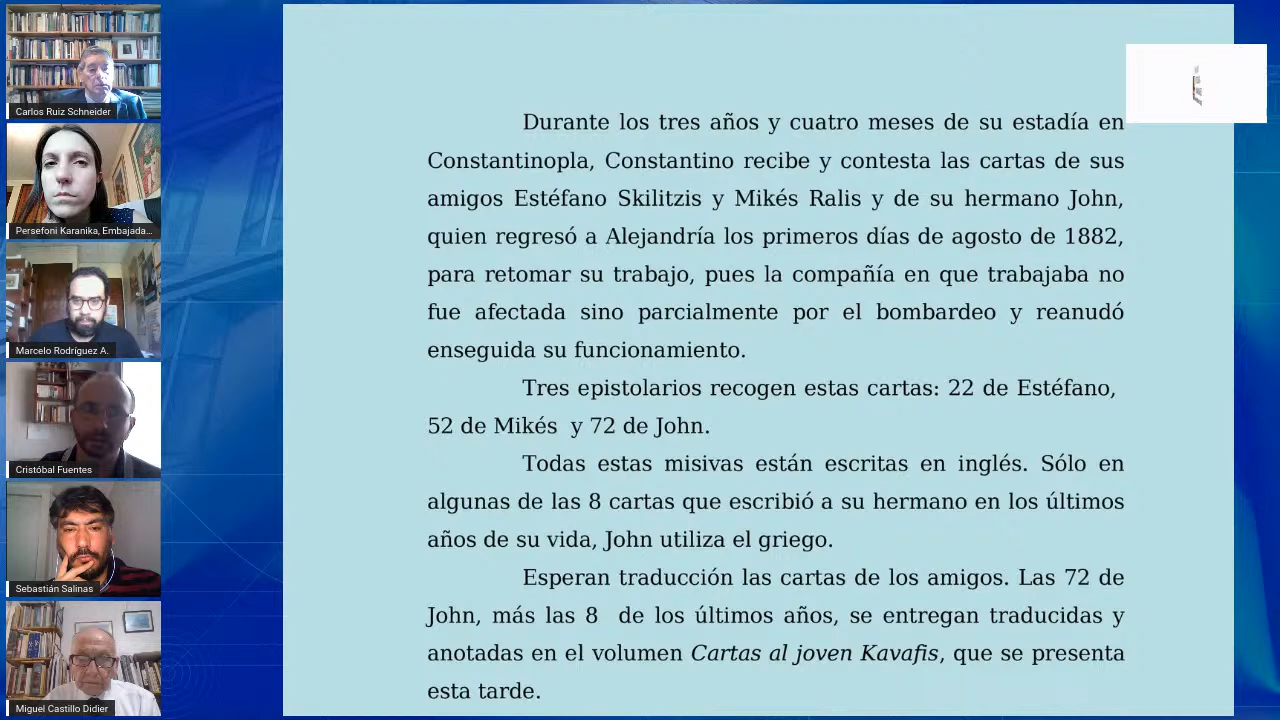 Carlos Ruiz Schneider
Persefoni Karanika, Embajada...
Marcelo Rodríguez A.
Cristóbal Fuentes
Sebastián Salinas
Miguel Castillo Didier
Durante los tres años y cuatro meses de su estadía en
Constantinopla, Constantino recibe y contesta las cartas de sus
amigos Estéfano Skilitzis y Mikés Ralis y de su hermano John,
quien regresó a Alejandría los primeros días de agosto de 1882,
para retomar su trabajo, pues la compañía en que trabajaba no
fue afectada sino parcialmente por el bombardeo y reanudó
enseguida su funcionamiento.
Tres epistolarios recogen estas cartas: 22 de Estéfano,
52 de Mikés y 72 de John.
Todas estas misivas están escritas en inglés. Sólo en
algunas de las 8 cartas que escribió a su hermano en los últimos
años de su vida, John utiliza el griego.
Esperan traducción las cartas de los amigos. Las 72 de
John, más las 8 de los últimos años, se entregan traducidas y
anotadas en el volumen Cartas al joven Kavafis, que se presenta
esta tarde.